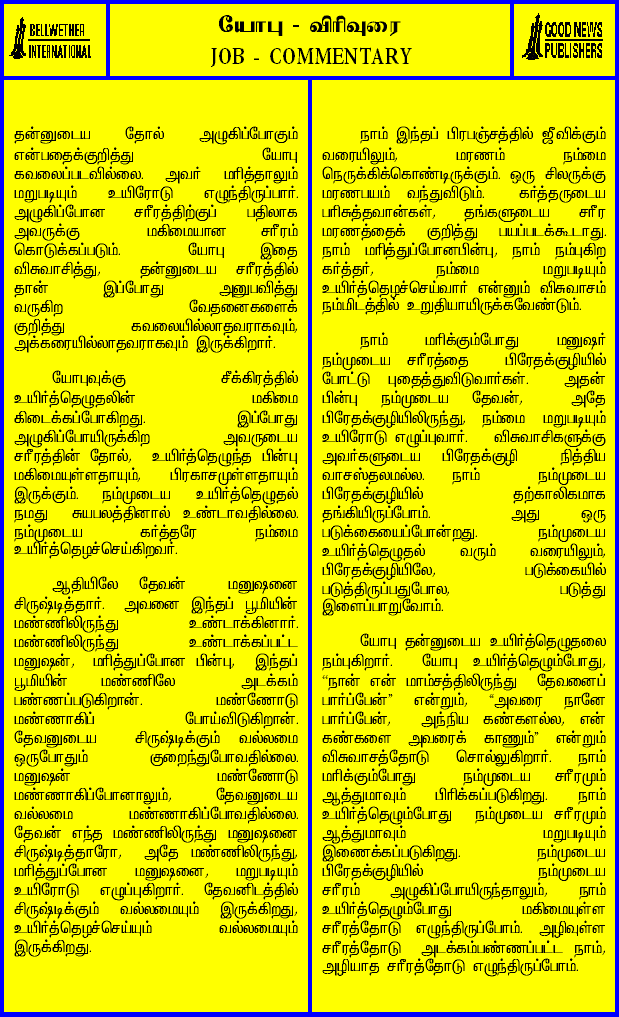 BELLWETHER
INTERNATIONAL
யோபு - விரிவுரை
JOB - COMMENTARY
GOOD NEWS
PUBLISHERS
தன்னுடைய தோல் அழுகிப்போகும்
என்பதைக்குறித்து யோபு
கவலைப்படவில்லை. அவர் மரித்தாலும்
மறுபடியும் உயிரோடு எழுந்திருப்பார்.
அழுகிப்போன சரீரத்திற்குப் பதிலாக
அவருக்கு மகிமையான சரீரம்
கொடுக்கப்படும். யோபு இதை
விசுவாசித்து, தன்னுடைய சரீரத்தில்
தான் இப்போது அனுபவித்து
வருகிற வேதனைகளைக்
குறித்து கவலையில்லாதவராகவும்,
அக்கரையில்லாதவராகவும் இருக்கிறார்.
யோபுவுக்கு சீக்கிரத்தில்
உயிர்த்தெழுதலின் மகிமை
கிடைக்கப்போகிறது. இப்போது
அழுகிப்போயிருக்கிற அவருடைய
சரீரத்தின் தோல், உயிர்த்தெழுந்த பின்பு
மகிமையுள்ளதாயும், பிரகாசமுள்ளதாயும்
இருக்கும். நம்முடைய உயிர்த்தெழுதல்
நமது சுயபலத்தினால் உண்டாவதில்லை.
நம்முடைய கர்த்தரே நம்மை
உயிர்த்தெழச்செய்கிறவர்.
ஆதியிலே தேவன் மனுஷனை
சிருஷ்டித்தார். அவனை இந்தப் பூமியின்
மண்ணிலிருந்து உண்டாக்கினார்.
மண்ணிலிருந்து உண்டாக்கப்பட்ட
மனுஷன், மரித்துப்போன பின்பு, இந்தப்
பூமியின் மண்ணிலே அடக்கம்
பண்ணப்படுகிறான். மண்ணோடு
மண்ணாகிப் போய்விடுகிறான்.
தேவனுடைய சிருஷ்டிக்கும் வல்லமை
ஒருபோதும் குறைந்துபோவதில்லை.
மனுஷன் மண்ணோடு
மண்ணாகிப்போனாலும், தேவனுடைய
வல்லமை மண்ணாகிப்போவதில்லை.
தேவன் எந்த மண்ணிலிருந்து மனுஷனை
சிருஷ்டித்தாரோ, அதே மண்ணிலிருந்து,
மரித்துப்போன மனுஷனை, மறுபடியும்
உயிரோடு எழுப்புகிறார். தேவனிடத்தில்
சிருஷ்டிக்கும் வல்லமையும் இருக்கிறது,
உயிர்த்தெழச்செய்யும் வல்லமையும்
இருக்கிறது.
நாம் இந்தப் பிரபஞ்சத்தில் ஜீவிக்கும்
வரையிலும், மரணம் நம்மை
நெருக்கிக்கொண்டிருக்கும். ஒரு சிலருக்கு
மரணபயம் வந்துவிடும். கர்த்தருடைய
பரிசுத்தவான்கள், தங்களுடைய சரீர
மரணத்தைக் குறித்து பயப்படக்கூடாது.
நாம் மரித்துப்போனபின்பு, நாம் நம்புகிற
கர்த்தர், நம்மை மறுபடியும்
உயிர்த்தெழச்செய்வார் என்னும் விசுவாசம்
நம்மிடத்தில் உறுதியாயிருக்கவேண்டும்.
நாம் மரிக்கும்போது மனுஷர்
நம்முடைய சரீரத்தை பிரேதக்குழியில்
போட்டு புதைத்துவிடுவார்கள். அதன்
பின்பு நம்முடைய தேவன், அதே
பிரேதக்குழியிலிருந்து, நம்மை மறுபடியும்
உயிரோடு எழுப்புவார். விசுவாசிகளுக்கு
அவர்களுடைய பிரேதக்குழி நித்திய
வாசஸ்தலமல்ல. நாம் நம்முடைய
பிரேதக்குழியில் தற்காலிகமாக
தங்கியிருப்போம். அது ஒரு
படுக்கையைப்போன்றது. நம்முடைய
உயிர்த்தெழுதல் வரும் வரையிலும்,
பிரேதக்குழியிலே, படுக்கையில்
படுத்திருப்பதுபோல, படுத்து
இளைப்பாறுவோம்.
யோபு தன்னுடைய உயிர்த்தெழுதலை
நம்புகிறார். யோபு உயிர்த்தெழும்போது,
“நான் என் மாம்சத்திலிருந்து தேவனைப்
பார்ப்பேன்” என்றும், “அவரை நானே
பார்ப்பேன், அந்நிய கண்களல்ல, என்
கண்களை அவரைக் காணும்” என்றும்
விசுவாசத்தோடு சொல்லுகிறார். நாம்
மரிக்கும்போது நம்முடைய சரீரமும்
ஆத்துமாவும் பிரிக்கப்படுகிறது. நாம்
உயிர்த்தெழும்போது நம்முடைய சரீரமும்
ஆத்துமாவும் மறுபடியும்
இணைக்கப்படுகிறது. நம்முடைய
பிரேதக்குழியில் நம்முடைய
சரீரம் அழுகிப்போயிருந்தாலும், நாம்
உயிர்த்தெழும்போது மகிமையுள்ள
சரீரத்தோடு எழுந்திருப்போம். அழிவுள்ள
சரீரத்தோடு அடக்கம்பண்ணப்பட்ட நாம்,
அழியாத சரீரத்தோடு எழுந்திருப்போம்.